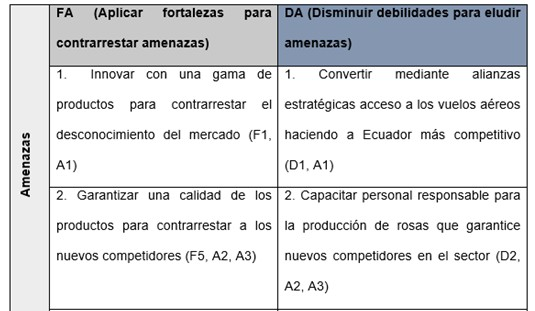 FA (Aplicar fortalezas para
contrarrestar amenazas)
DA (Disminuir debilidades para eludir
amenazas)
Amenazas
1. Innovar con una gama de
productos para contrarrestar el
desconocimiento del mercado (F1,
A1)
1. Convertir mediante alianzas
estratégicas acceso a los vuelos aéreos
haciendo a Ecuador más competitivo
(D1, A1)
2. Garantizar una calidad de los
productos para contrarrestar a los
nuevos competidores (F5, A2, A3)
2. Capacitar personal responsable para
la producción de rosas que garantice
nuevos competidores en el sector (D2,
A2, A3)